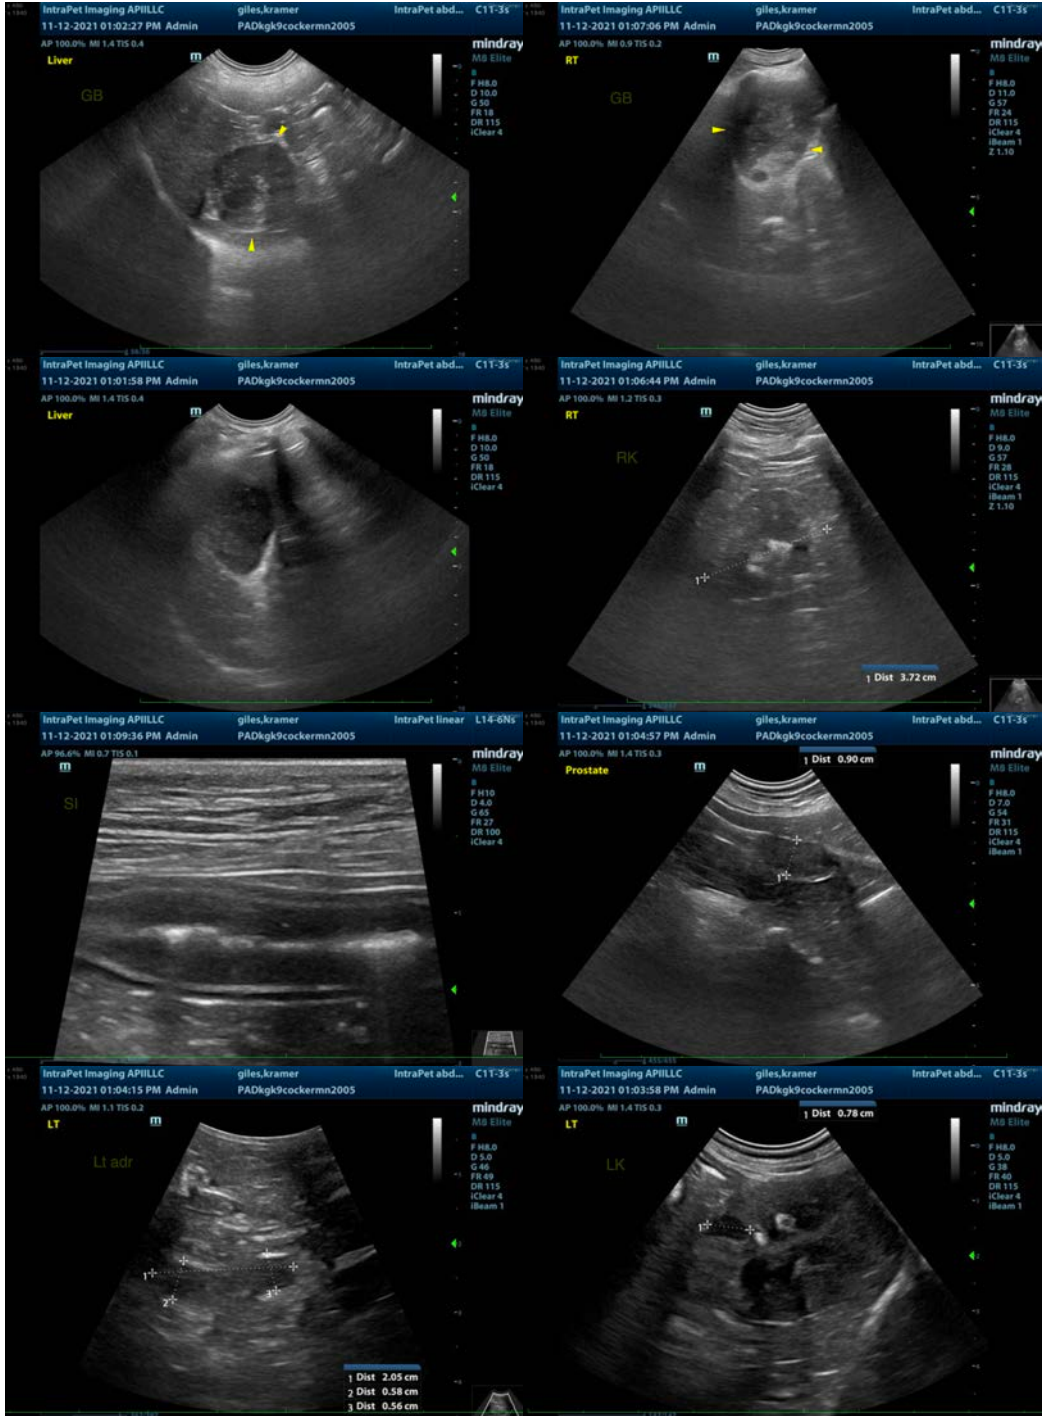 IntraPet Imaging APIILLC giles,kramer IntraPet abd... C11-3s
11-12-2021 01:02:27 PM Admin PADkgk9cockermn2005
AP 100.0% MI 1.4 TIS 0.4
mindray
M8 Elite
m
Liver
GB
B
F H8.0
D 10.0
G 50
FR 18
DR 115
iClear 4
IntraPet Imaging APIILLC giles,kramer IntraPet abd... C11-3s
11-12-2021 01:07:06 PM Admin PADkgk9cockermn2005
AP 100.0% MI 0.9 TIS 0.2
mindray
M8 Elite
m
RT
GB
B
F H8.0
D 11.0
G 57
FR 24
DR 115
iClear 4
iBeam 1
Z 1.10
IntraPet Imaging APIILLC giles,kramer IntraPet abd... C11-3s
11-12-2021 01:01:58 PM Admin PADkgk9cockermn2005
AP 100.0% MI 1.4 TIS 0.4
mindray
M8 Elite
m
Liver
B
F H8.0
D 10.0
G 50
FR 18
DR 115
iClear 4
IntraPet Imaging APIILLC giles,kramer IntraPet abd... C11-3s
11-12-2021 01:06:44 PM Admin PADkgk9cockermn2005
AP 100.0% MI 1.2 TIS 0.3
mindray
M8 Elite
m
RT
RK
B
F H8.0
D 9.0
G 57
FR 28
DR 115
iClear 4
iBeam 1
Z 1.10
1
1 Dist 3.72 cm
IntraPet Imaging APIILLC giles,kramer IntraPet linear L14-6Ns
11-12-2021 01:09:36 PM Admin PADkgk9cockermn2005
AP 96.6% MI 0.7 TIS 0.1
mindray
M8 Elite
m
SI
B
F H10
D 4.0
G 65
FR 27
DR 100
iClear 4
IntraPet Imaging APIILLC giles,kramer IntraPet abd... C11-3s
11-12-2021 01:04:57 PM Admin PADkgk9cockermn2005
AP 100.0% MI 1.4 TIS 0.3
1 Dist 0.90 cm
mindray
M8 Elite
m
Prostate
B
F H8.0
D 7.0
G 54
FR 31
DR 115
iClear 4
iBeam 1
1
IntraPet Imaging APIILLC giles,kramer IntraPet abd... C11-3s
11-12-2021 01:04:15 PM Admin PADkgk9cockermn2005
AP 100.0% MI 1.1 TIS 0.2
mindray
M8 Elite
m
LT
Lt adr
B
F H8.0
D 5.0
G 46
FR 49
DR 115
iClear 4
iBeam 1
1
2
3
1 Dist 2.05 cm
2 Dist 0.58 cm
3 Dist 0.56 cm
IntraPet Imaging APIILLC giles,kramer IntraPet abd... C11-3s
11-12-2021 01:03:58 PM Admin PADkgk9cockermn2005
AP 100.0% MI 1.4 TIS 0.3
1 Dist 0.78 cm
mindray
M8 Elite
m
LT
LK
B
F H8.0
D 5.0
G 38
FR 40
DR 115
iClear 4
iBeam 1
1